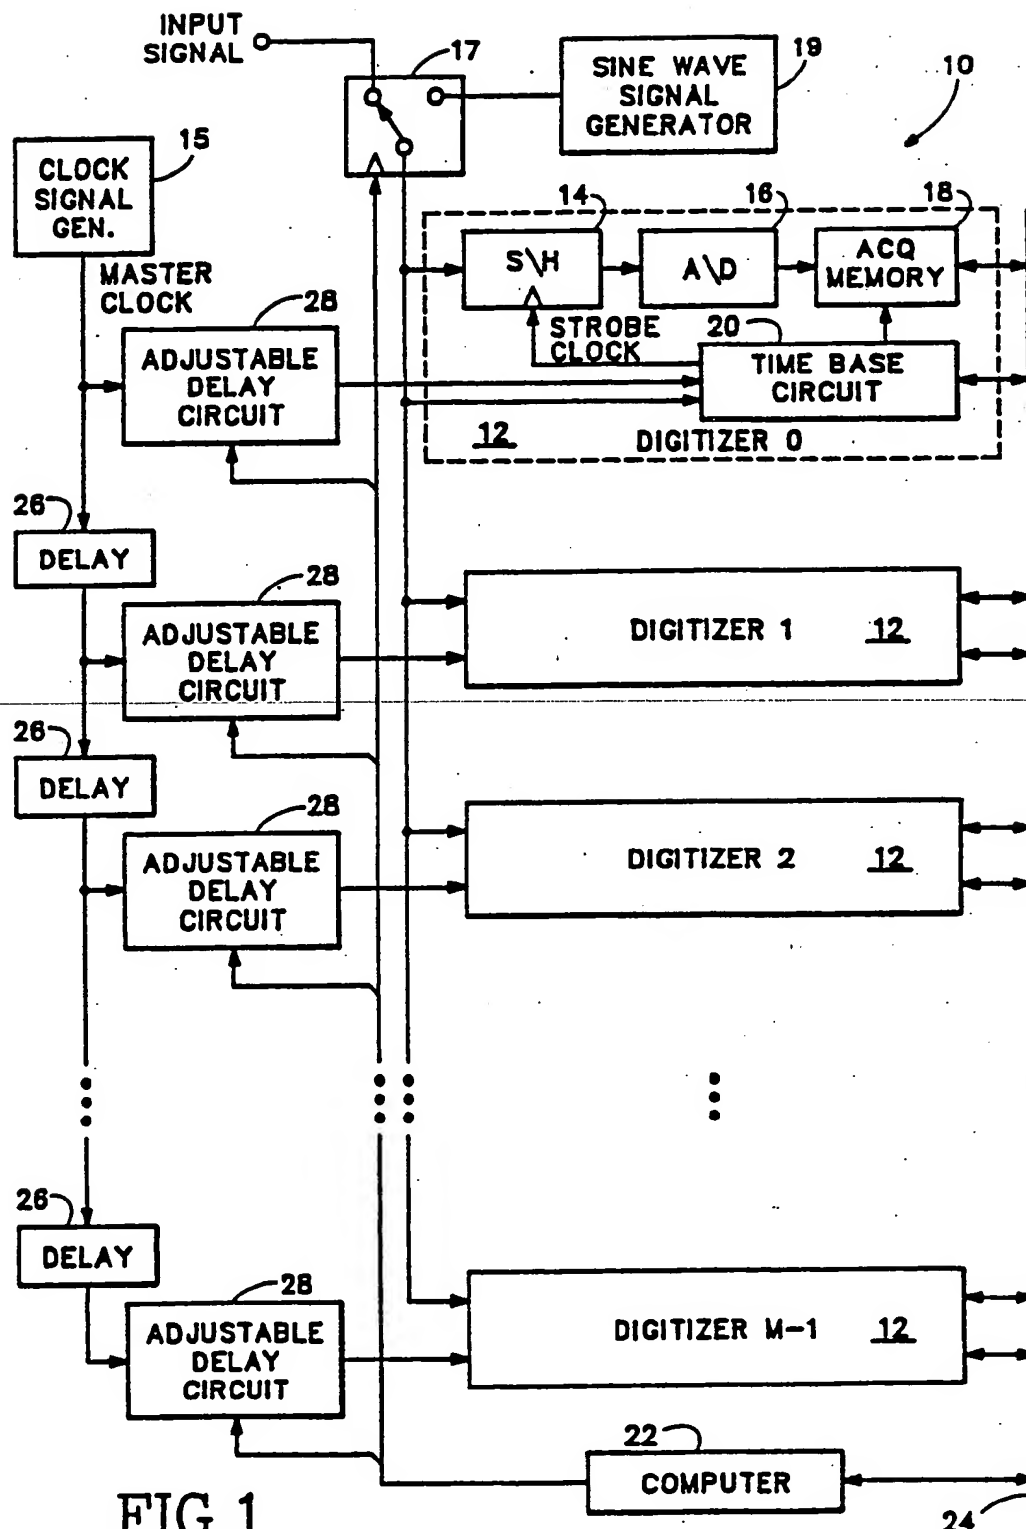 INPUT
SIGNAL
17
SINE WAVE
SIGNAL
GENERATOR
19
10
15
CLOCK
SIGNAL
GEN.
MASTER
CLOCK
14
16
18
S\H
A\D
ACQ
MEMORY
STROBE
CLOCK
20
TIME BASE
CIRCUIT
12
DIGITIZER 0
28
ADJUSTABLE
DELAY
CIRCUIT
26
DELAY
28
ADJUSTABLE
DELAY
CIRCUIT
DIGITIZER 1
12
26
DELAY
28
ADJUSTABLE
DELAY
CIRCUIT
DIGITIZER 2
12
26
DELAY
28
ADJUSTABLE
DELAY
CIRCUIT
DIGITIZER M-1
12
22
COMPUTER
24
FIG.1